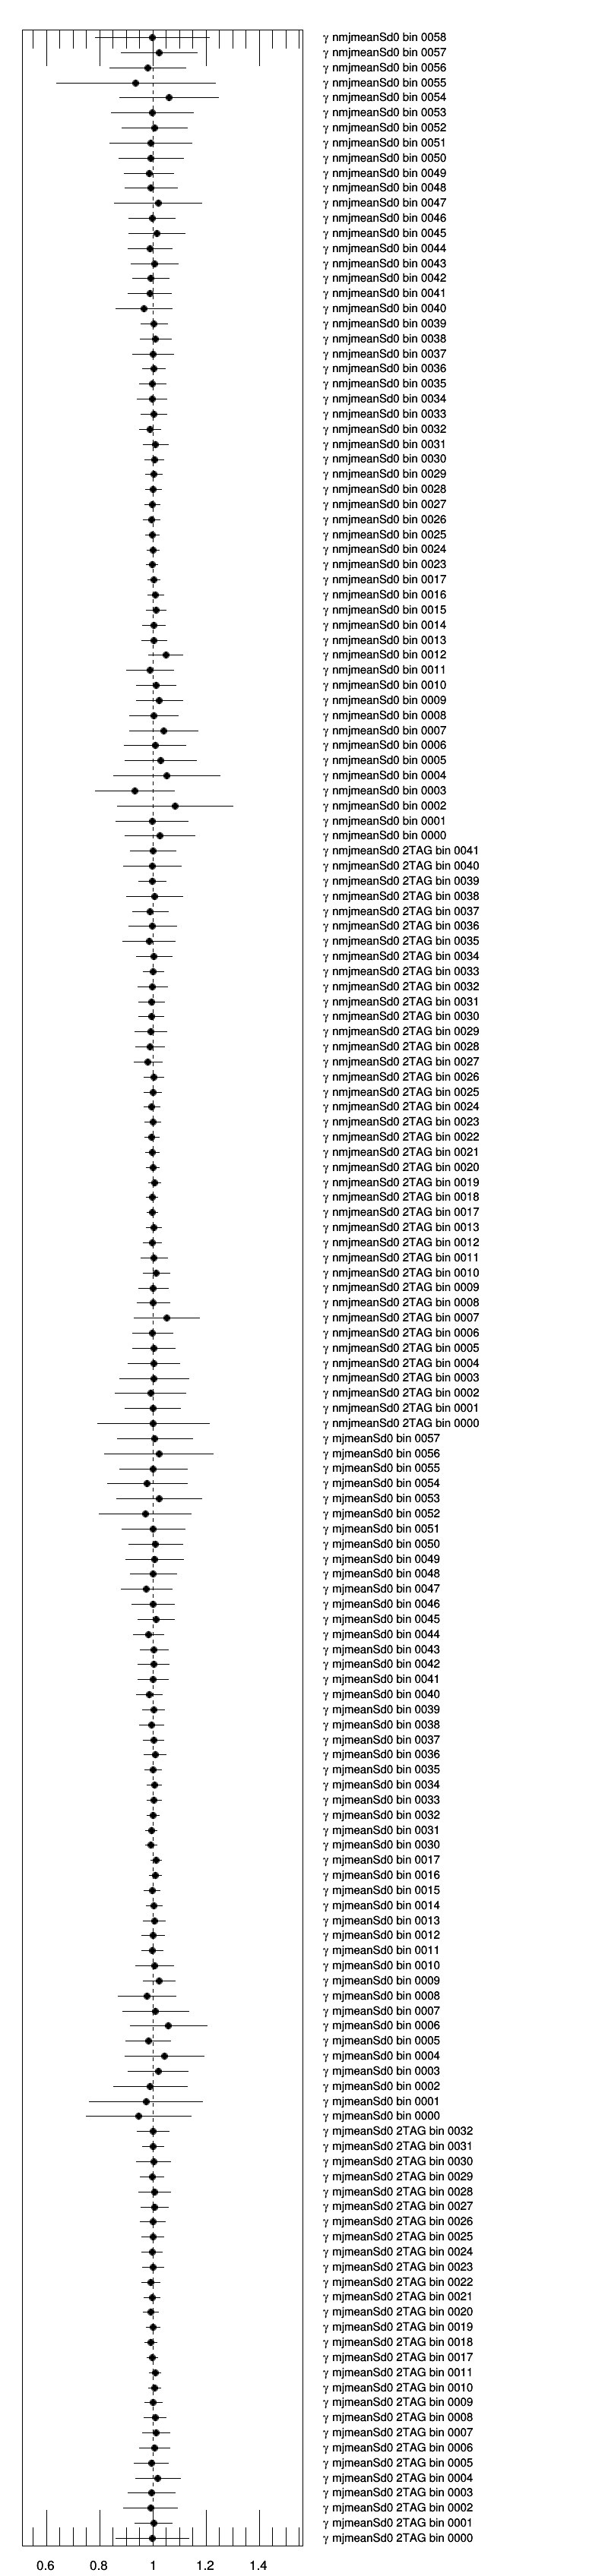 γ nmjmeanSd0 bin 0058
γ nmjmeanSd0 bin 0057
γ nmjmeanSd0 bin 0056
γ nmjmeanSd0 bin 0055
γ nmjmeanSd0 bin 0054
γ nmjmeanSd0 bin 0053
γ nmjmeanSd0 bin 0052
γ nmjmeanSd0 bin 0051
γ nmjmeanSd0 bin 0050
γ nmjmeanSd0 bin 0049
γ nmjmeanSd0 bin 0048
γ nmjmeanSd0 bin 0047
γ nmjmeanSd0 bin 0046
γ nmjmeanSd0 bin 0045
γ nmjmeanSd0 bin 0044
γ nmjmeanSd0 bin 0043
γ nmjmeanSd0 bin 0042
γ nmjmeanSd0 bin 0041
γ nmjmeanSd0 bin 0040
γ nmjmeanSd0 bin 0039
γ nmjmeanSd0 bin 0038
γ nmjmeanSd0 bin 0037
γ nmjmeanSd0 bin 0036
γ nmjmeanSd0 bin 0035
γ nmjmeanSd0 bin 0034
γ nmjmeanSd0 bin 0033
γ nmjmeanSd0 bin 0032
γ nmjmeanSd0 bin 0031
γ nmjmeanSd0 bin 0030
γ nmjmeanSd0 bin 0029
γ nmjmeanSd0 bin 0028
γ nmjmeanSd0 bin 0027
γ nmjmeanSd0 bin 0026
γ nmjmeanSd0 bin 0025
γ nmjmeanSd0 bin 0024
γ nmjmeanSd0 bin 0023
γ nmjmeanSd0 bin 0017
γ nmjmeanSd0 bin 0016
γ nmjmeanSd0 bin 0015
γ nmjmeanSd0 bin 0014
γ nmjmeanSd0 bin 0013
γ nmjmeanSd0 bin 0012
γ nmjmeanSd0 bin 0011
γ nmjmeanSd0 bin 0010
γ nmjmeanSd0 bin 0009
γ nmjmeanSd0 bin 0008
γ nmjmeanSd0 bin 0007
γ nmjmeanSd0 bin 0006
γ nmjmeanSd0 bin 0005
γ nmjmeanSd0 bin 0004
γ nmjmeanSd0 bin 0003
γ nmjmeanSd0 bin 0002
γ nmjmeanSd0 bin 0001
γ nmjmeanSd0 bin 0000
γ nmjmeanSd0 2TAG bin 0041
γ nmjmeanSd0 2TAG bin 0040
γ nmjmeanSd0 2TAG bin 0039
γ nmjmeanSd0 2TAG bin 0038
γ nmjmeanSd0 2TAG bin 0037
γ nmjmeanSd0 2TAG bin 0036
γ nmjmeanSd0 2TAG bin 0035
γ nmjmeanSd0 2TAG bin 0034
γ nmjmeanSd0 2TAG bin 0033
γ nmjmeanSd0 2TAG bin 0032
γ nmjmeanSd0 2TAG bin 0031
γ nmjmeanSd0 2TAG bin 0030
γ nmjmeanSd0 2TAG bin 0029
γ nmjmeanSd0 2TAG bin 0028
γ nmjmeanSd0 2TAG bin 0027
γ nmjmeanSd0 2TAG bin 0026
γ nmjmeanSd0 2TAG bin 0025
γ nmjmeanSd0 2TAG bin 0024
γ nmjmeanSd0 2TAG bin 0023
γ nmjmeanSd0 2TAG bin 0022
γ nmjmeanSd0 2TAG bin 0021
γ nmjmeanSd0 2TAG bin 0020
γ nmjmeanSd0 2TAG bin 0019
γ nmjmeanSd0 2TAG bin 0018
γ nmjmeanSd0 2TAG bin 0017
γ nmjmeanSd0 2TAG bin 0013
γ nmjmeanSd0 2TAG bin 0012
γ nmjmeanSd0 2TAG bin 0011
γ nmjmeanSd0 2TAG bin 0010
γ nmjmeanSd0 2TAG bin 0009
γ nmjmeanSd0 2TAG bin 0008
γ nmjmeanSd0 2TAG bin 0007
γ nmjmeanSd0 2TAG bin 0006
γ nmjmeanSd0 2TAG bin 0005
γ nmjmeanSd0 2TAG bin 0004
γ nmjmeanSd0 2TAG bin 0003
γ nmjmeanSd0 2TAG bin 0002
γ nmjmeanSd0 2TAG bin 0001
γ nmjmeanSd0 2TAG bin 0000
γ mjmeanSd0 bin 0057
γ mjmeanSd0 bin 0056
γ mjmeanSd0 bin 0055
γ mjmeanSd0 bin 0054
γ mjmeanSd0 bin 0053
γ mjmeanSd0 bin 0052
γ mjmeanSd0 bin 0051
γ mjmeanSd0 bin 0050
γ mjmeanSd0 bin 0049
γ mjmeanSd0 bin 0048
γ mjmeanSd0 bin 0047
γ mjmeanSd0 bin 0046
γ mjmeanSd0 bin 0045
γ mjmeanSd0 bin 0044
γ mjmeanSd0 bin 0043
γ mjmeanSd0 bin 0042
γ mjmeanSd0 bin 0041
γ mjmeanSd0 bin 0040
γ mjmeanSd0 bin 0039
γ mjmeanSd0 bin 0038
γ mjmeanSd0 bin 0037
γ mjmeanSd0 bin 0036
γ mjmeanSd0 bin 0035
γ mjmeanSd0 bin 0034
γ mjmeanSd0 bin 0033
γ mjmeanSd0 bin 0032
γ mjmeanSd0 bin 0031
γ mjmeanSd0 bin 0030
γ mjmeanSd0 bin 0017
γ mjmeanSd0 bin 0016
γ mjmeanSd0 bin 0015
γ mjmeanSd0 bin 0014
γ mjmeanSd0 bin 0013
γ mjmeanSd0 bin 0012
γ mjmeanSd0 bin 0011
γ mjmeanSd0 bin 0010
γ mjmeanSd0 bin 0009
γ mjmeanSd0 bin 0008
γ mjmeanSd0 bin 0007
γ mjmeanSd0 bin 0006
γ mjmeanSd0 bin 0005
γ mjmeanSd0 bin 0004
γ mjmeanSd0 bin 0003
γ mjmeanSd0 bin 0002
γ mjmeanSd0 bin 0001
γ mjmeanSd0 bin 0000
γ mjmeanSd0 2TAG bin 0032
γ mjmeanSd0 2TAG bin 0031
γ mjmeanSd0 2TAG bin 0030
γ mjmeanSd0 2TAG bin 0029
γ mjmeanSd0 2TAG bin 0028
γ mjmeanSd0 2TAG bin 0027
γ mjmeanSd0 2TAG bin 0026
γ mjmeanSd0 2TAG bin 0025
γ mjmeanSd0 2TAG bin 0024
γ mjmeanSd0 2TAG bin 0023
γ mjmeanSd0 2TAG bin 0022
γ mjmeanSd0 2TAG bin 0021
γ mjmeanSd0 2TAG bin 0020
γ mjmeanSd0 2TAG bin 0019
γ mjmeanSd0 2TAG bin 0018
γ mjmeanSd0 2TAG bin 0017
γ mjmeanSd0 2TAG bin 0011
γ mjmeanSd0 2TAG bin 0010
γ mjmeanSd0 2TAG bin 0009
γ mjmeanSd0 2TAG bin 0008
γ mjmeanSd0 2TAG bin 0007
γ mjmeanSd0 2TAG bin 0006
γ mjmeanSd0 2TAG bin 0005
γ mjmeanSd0 2TAG bin 0004
γ mjmeanSd0 2TAG bin 0003
γ mjmeanSd0 2TAG bin 0002
γ mjmeanSd0 2TAG bin 0001
γ mjmeanSd0 2TAG bin 0000
0.6 0.8 1 1.2 1.4